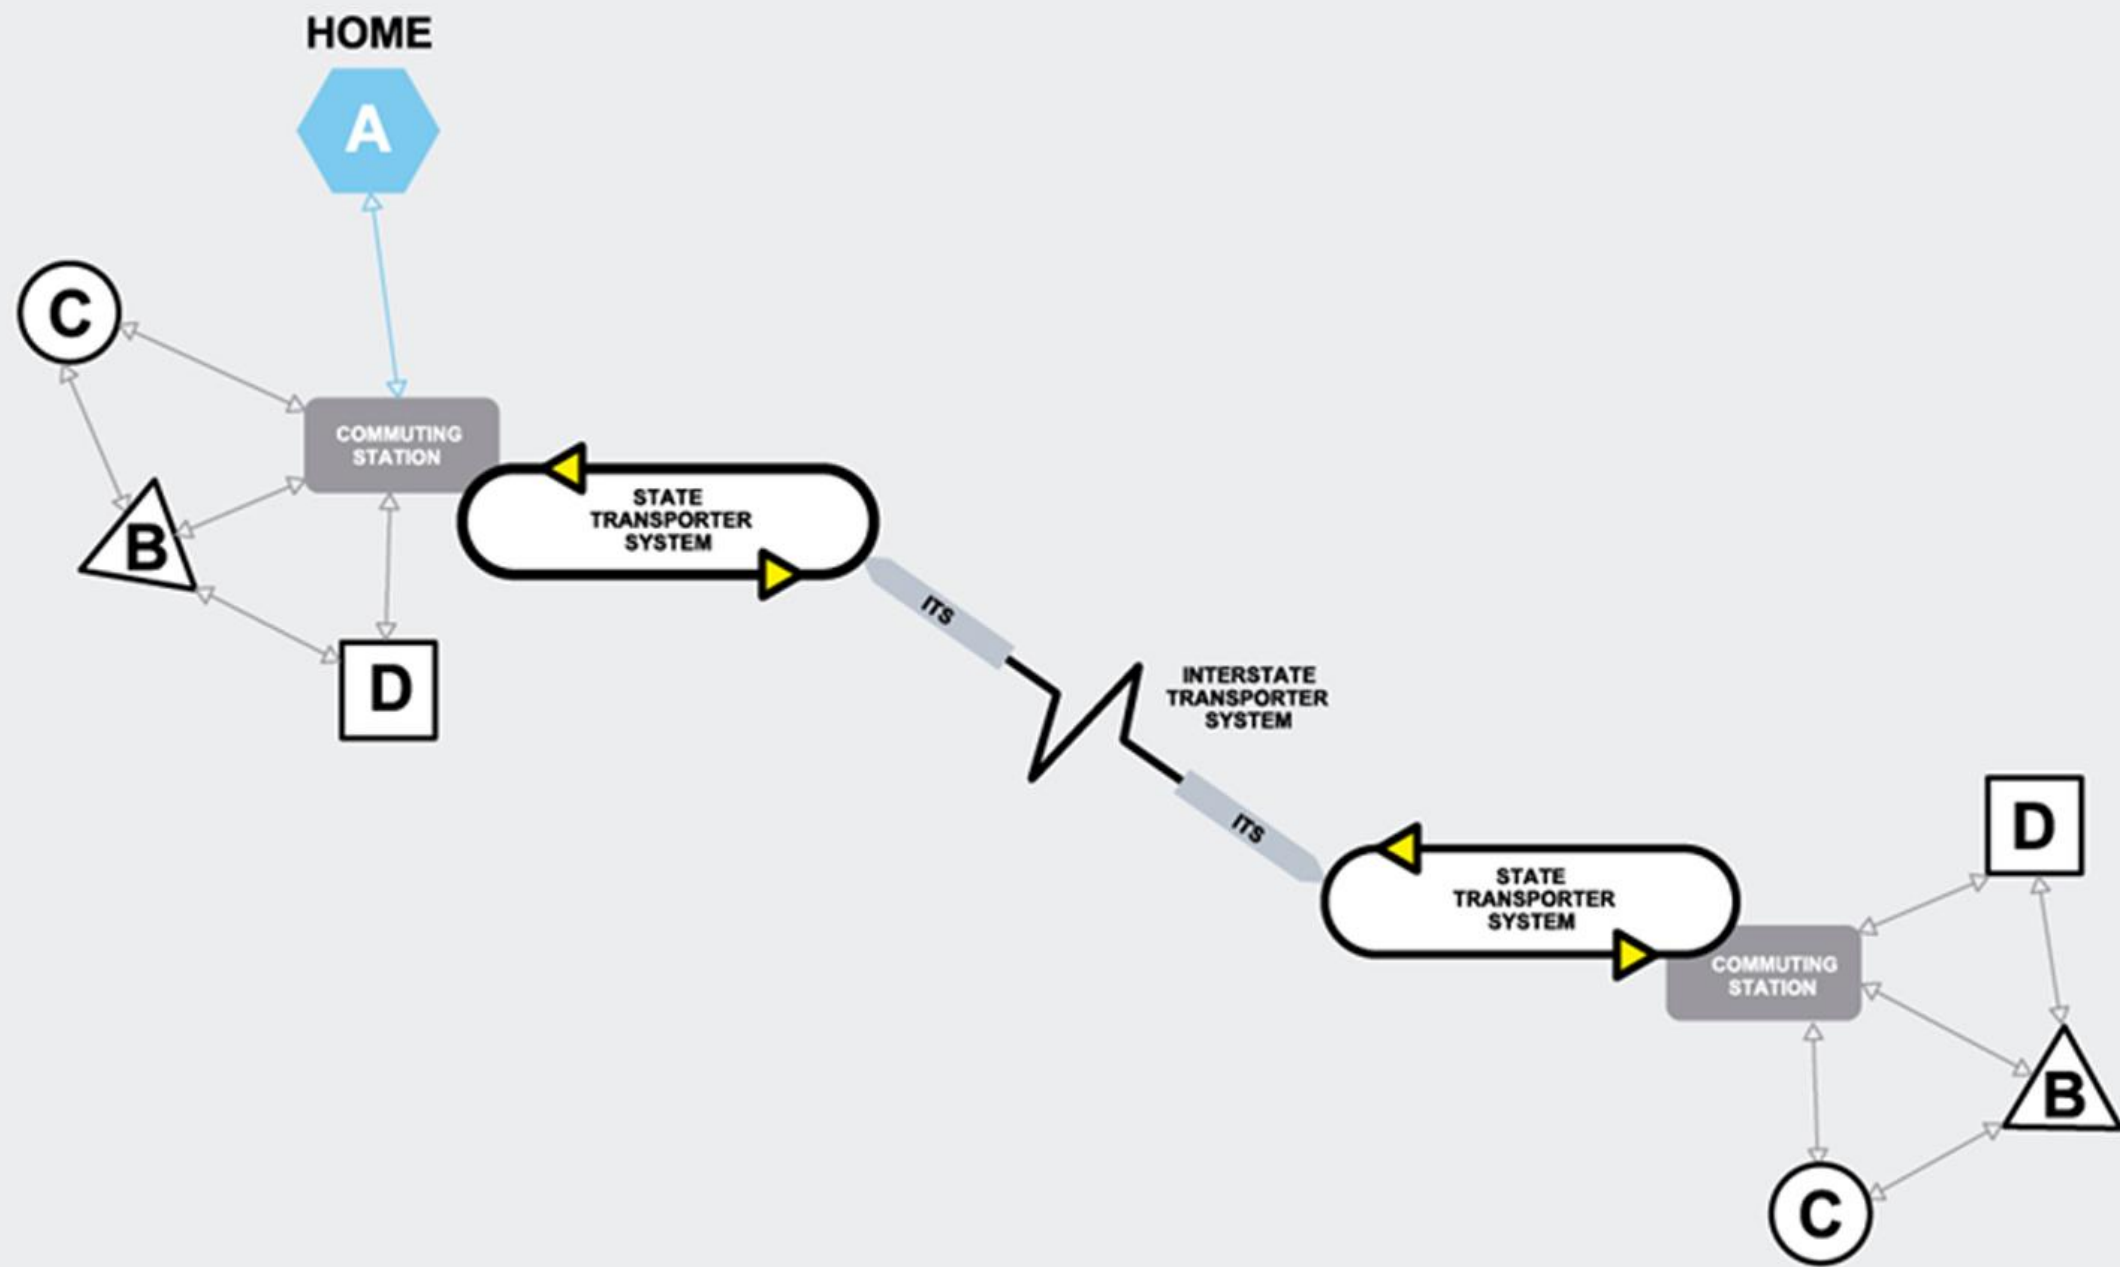 HOME
A
C
COMMUTING
STATION
STATE
TRANSPORTER
SYSTEM
B
ITS
D
INTERSTATE
TRANSPORTER
SYSTEM
ITS
D
STATE
TRANSPORTER
SYSTEM
COMMUTING
STATION
B
C